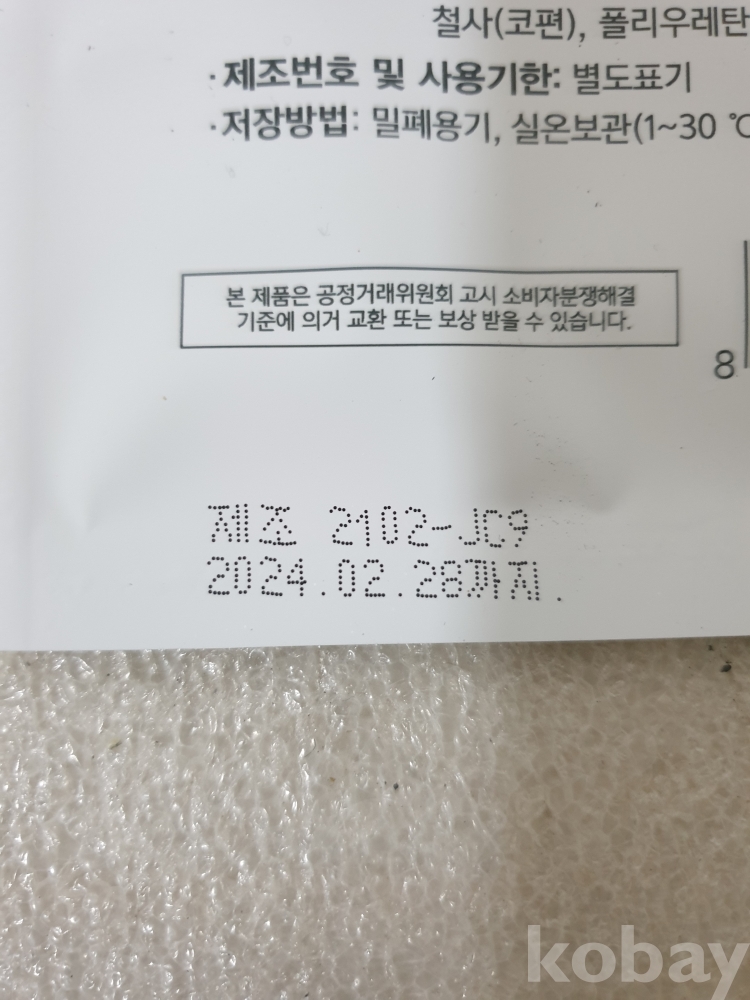 철사(코편), 폴리우레탄
·제조번호 및 사용기한: 별도표기
·저장방법: 밀폐용기, 실온보관(1~30 ℃
본 제품은 공정거래위원회 고시 소비자분쟁해결
기준에 의거 교환 또는 보상 받을 수 있습니다.
8
제조 2102-JC9
2024.02.28까지.
kobay